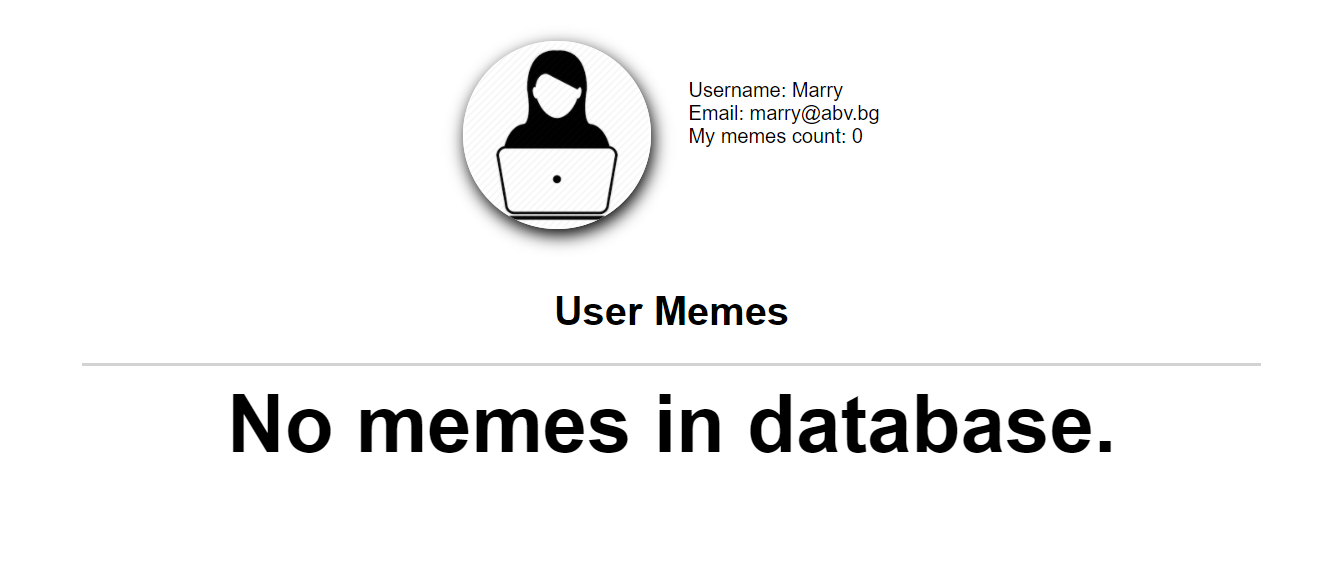 Username: Marry
Email: marry@abv.bg
My memes count: 0
User Memes
No memes in database.